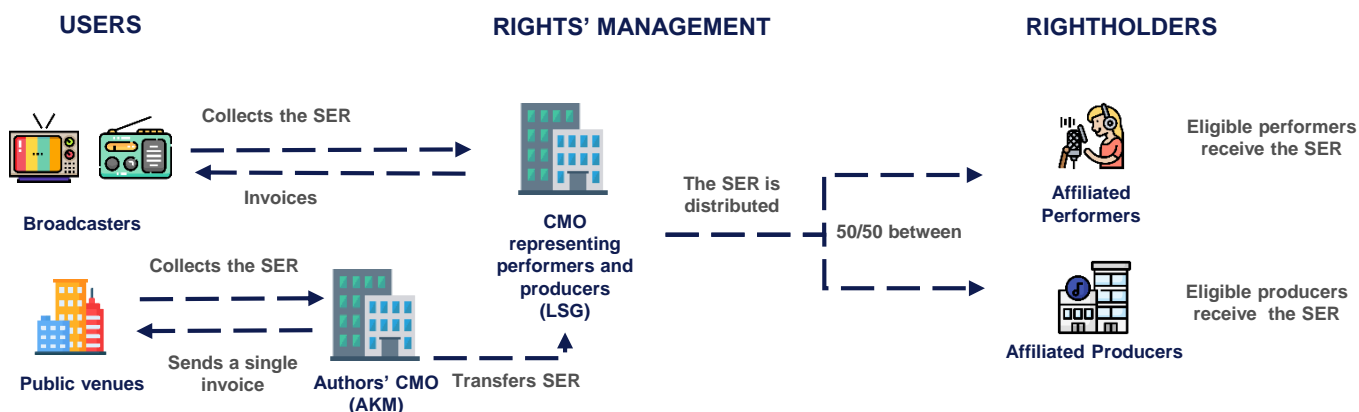 USERS
RIGHTS’ MANAGEMENT
RIGHTHOLDERS
Collects the SER
Invoices
Broadcasters
Collects the SER
Sends a single
invoice
Public venues
Authors’ CMO
(AKM)
Transfers SER
CMO
representing
performers and
producers
(LSG)
The SER is
distributed
50/50 between
Affiliated
Performers
Eligible performers
receive the SER
Affiliated Producers
Eligible producers
receive the SER